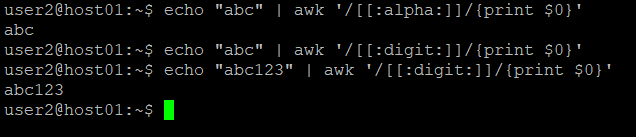 user2@host01:~$ echo "abc" | awk '/[[:alpha:]]/{print $0}'
abc
user2@host01:~$ echo "abc" | awk '/[[:digit:]]/{print $0}'
user2@host01:~$ echo "abc123" | awk '/[[:digit:]]/{print $0}'
abc123
user2@host01:~$